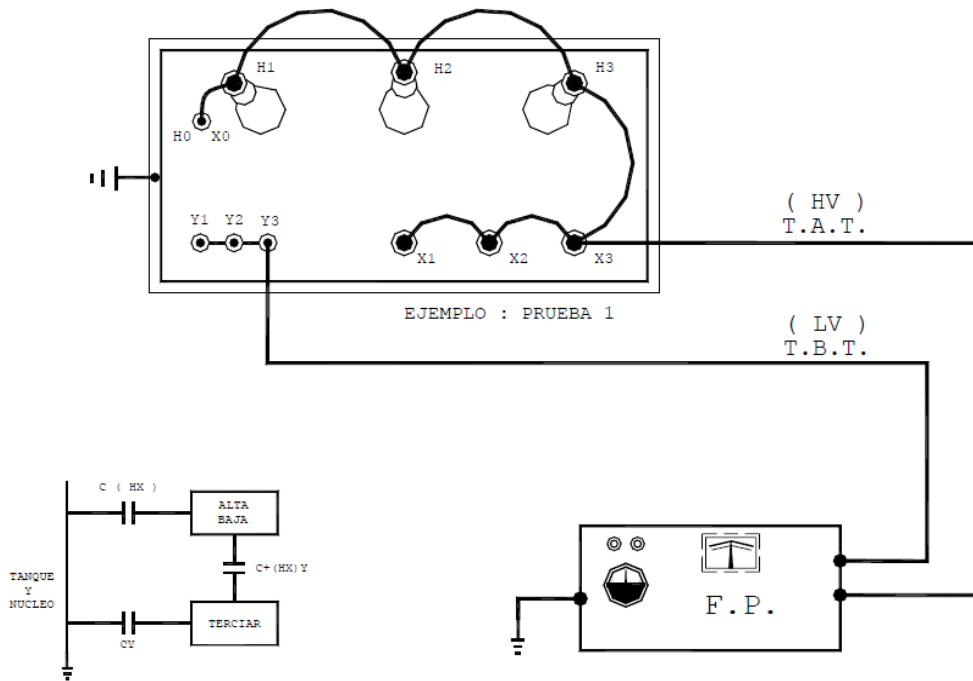 H1
H2
H3
H0 X0
Y1 Y2 Y3
X1 X2 X3
( HV )
T.A.T.
EJEMPLO : PRUEBA 1
( LV )
T.B.T.
C ( HX )
ALTA
BAJA
C+(HX)Y
TANQUE
Y
NUCLEO
TERCIAR
CY
F.P.